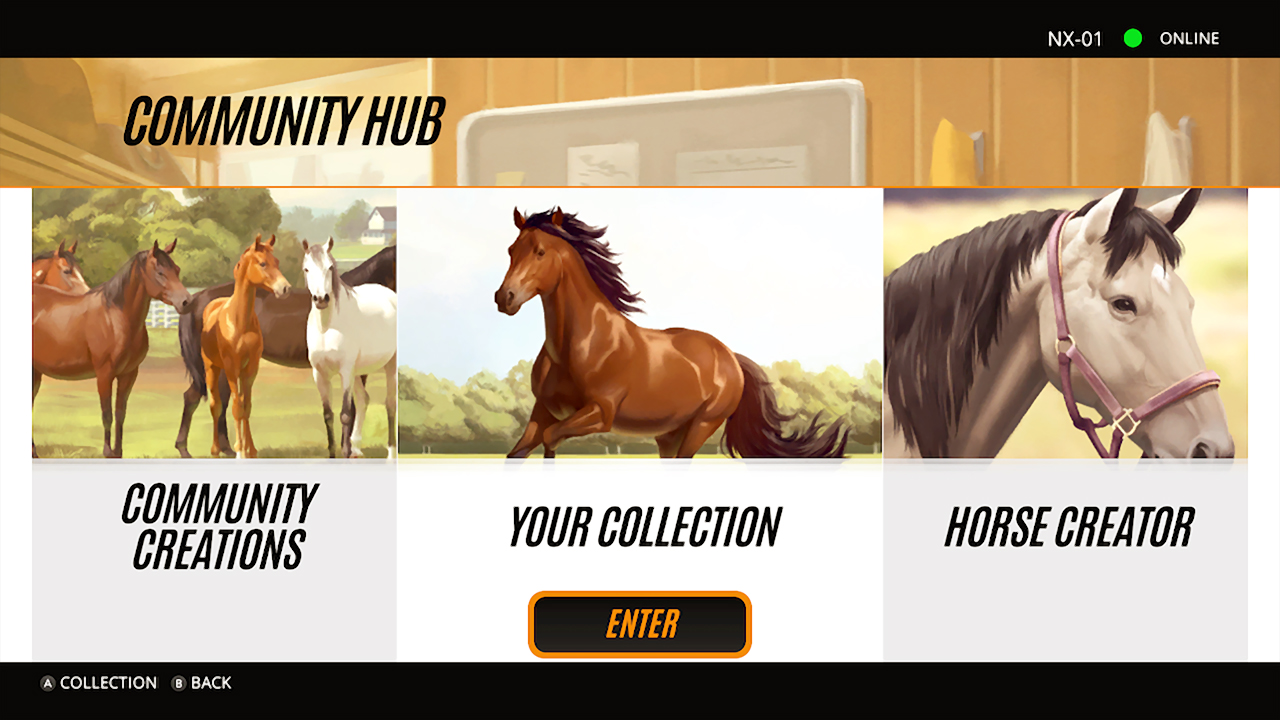 NX-01 ONLINE
COMMUNITY HUB
COMMUNITY
CREATIONS
YOUR COLLECTION
HORSE CREATOR
ENTER
A COLLECTION B BACK